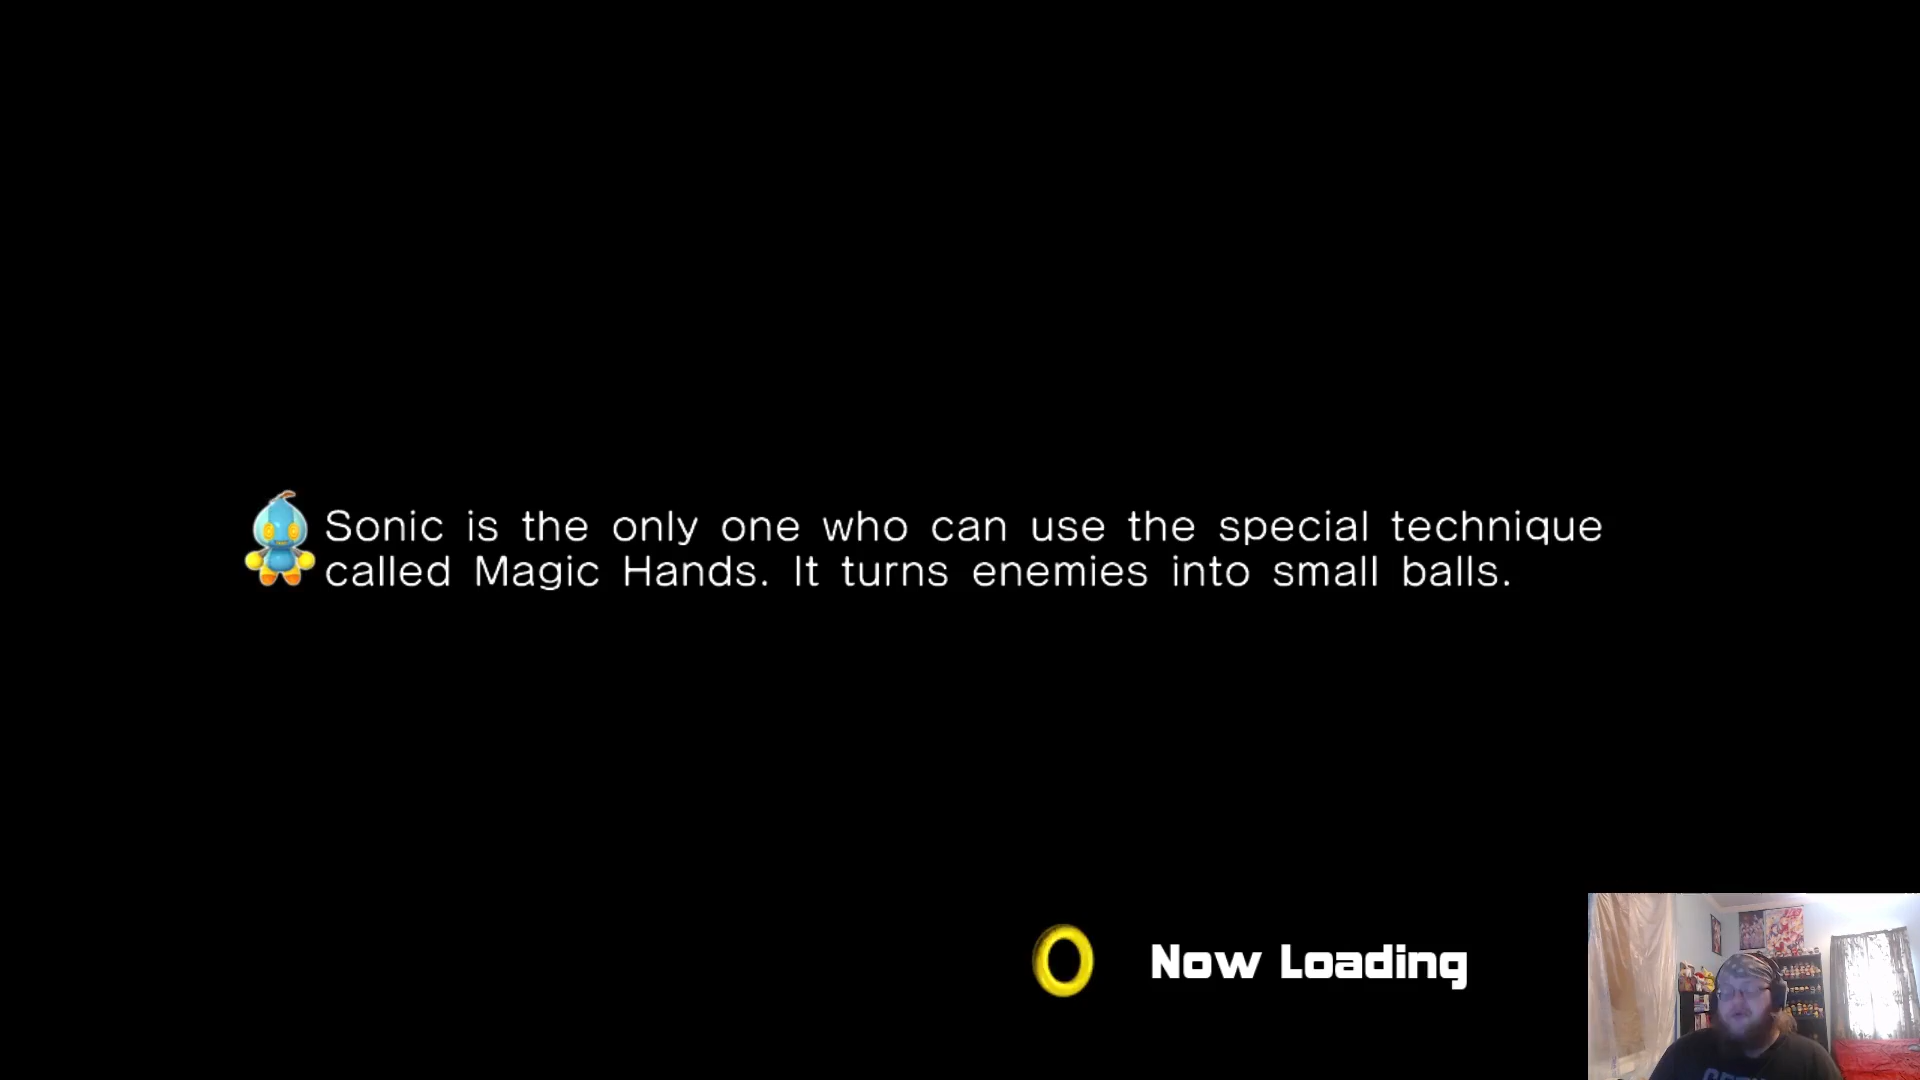 Sonic is the only one who can use the special technique
called Magic Hands. It turns enemies into small balls.
Now Loading